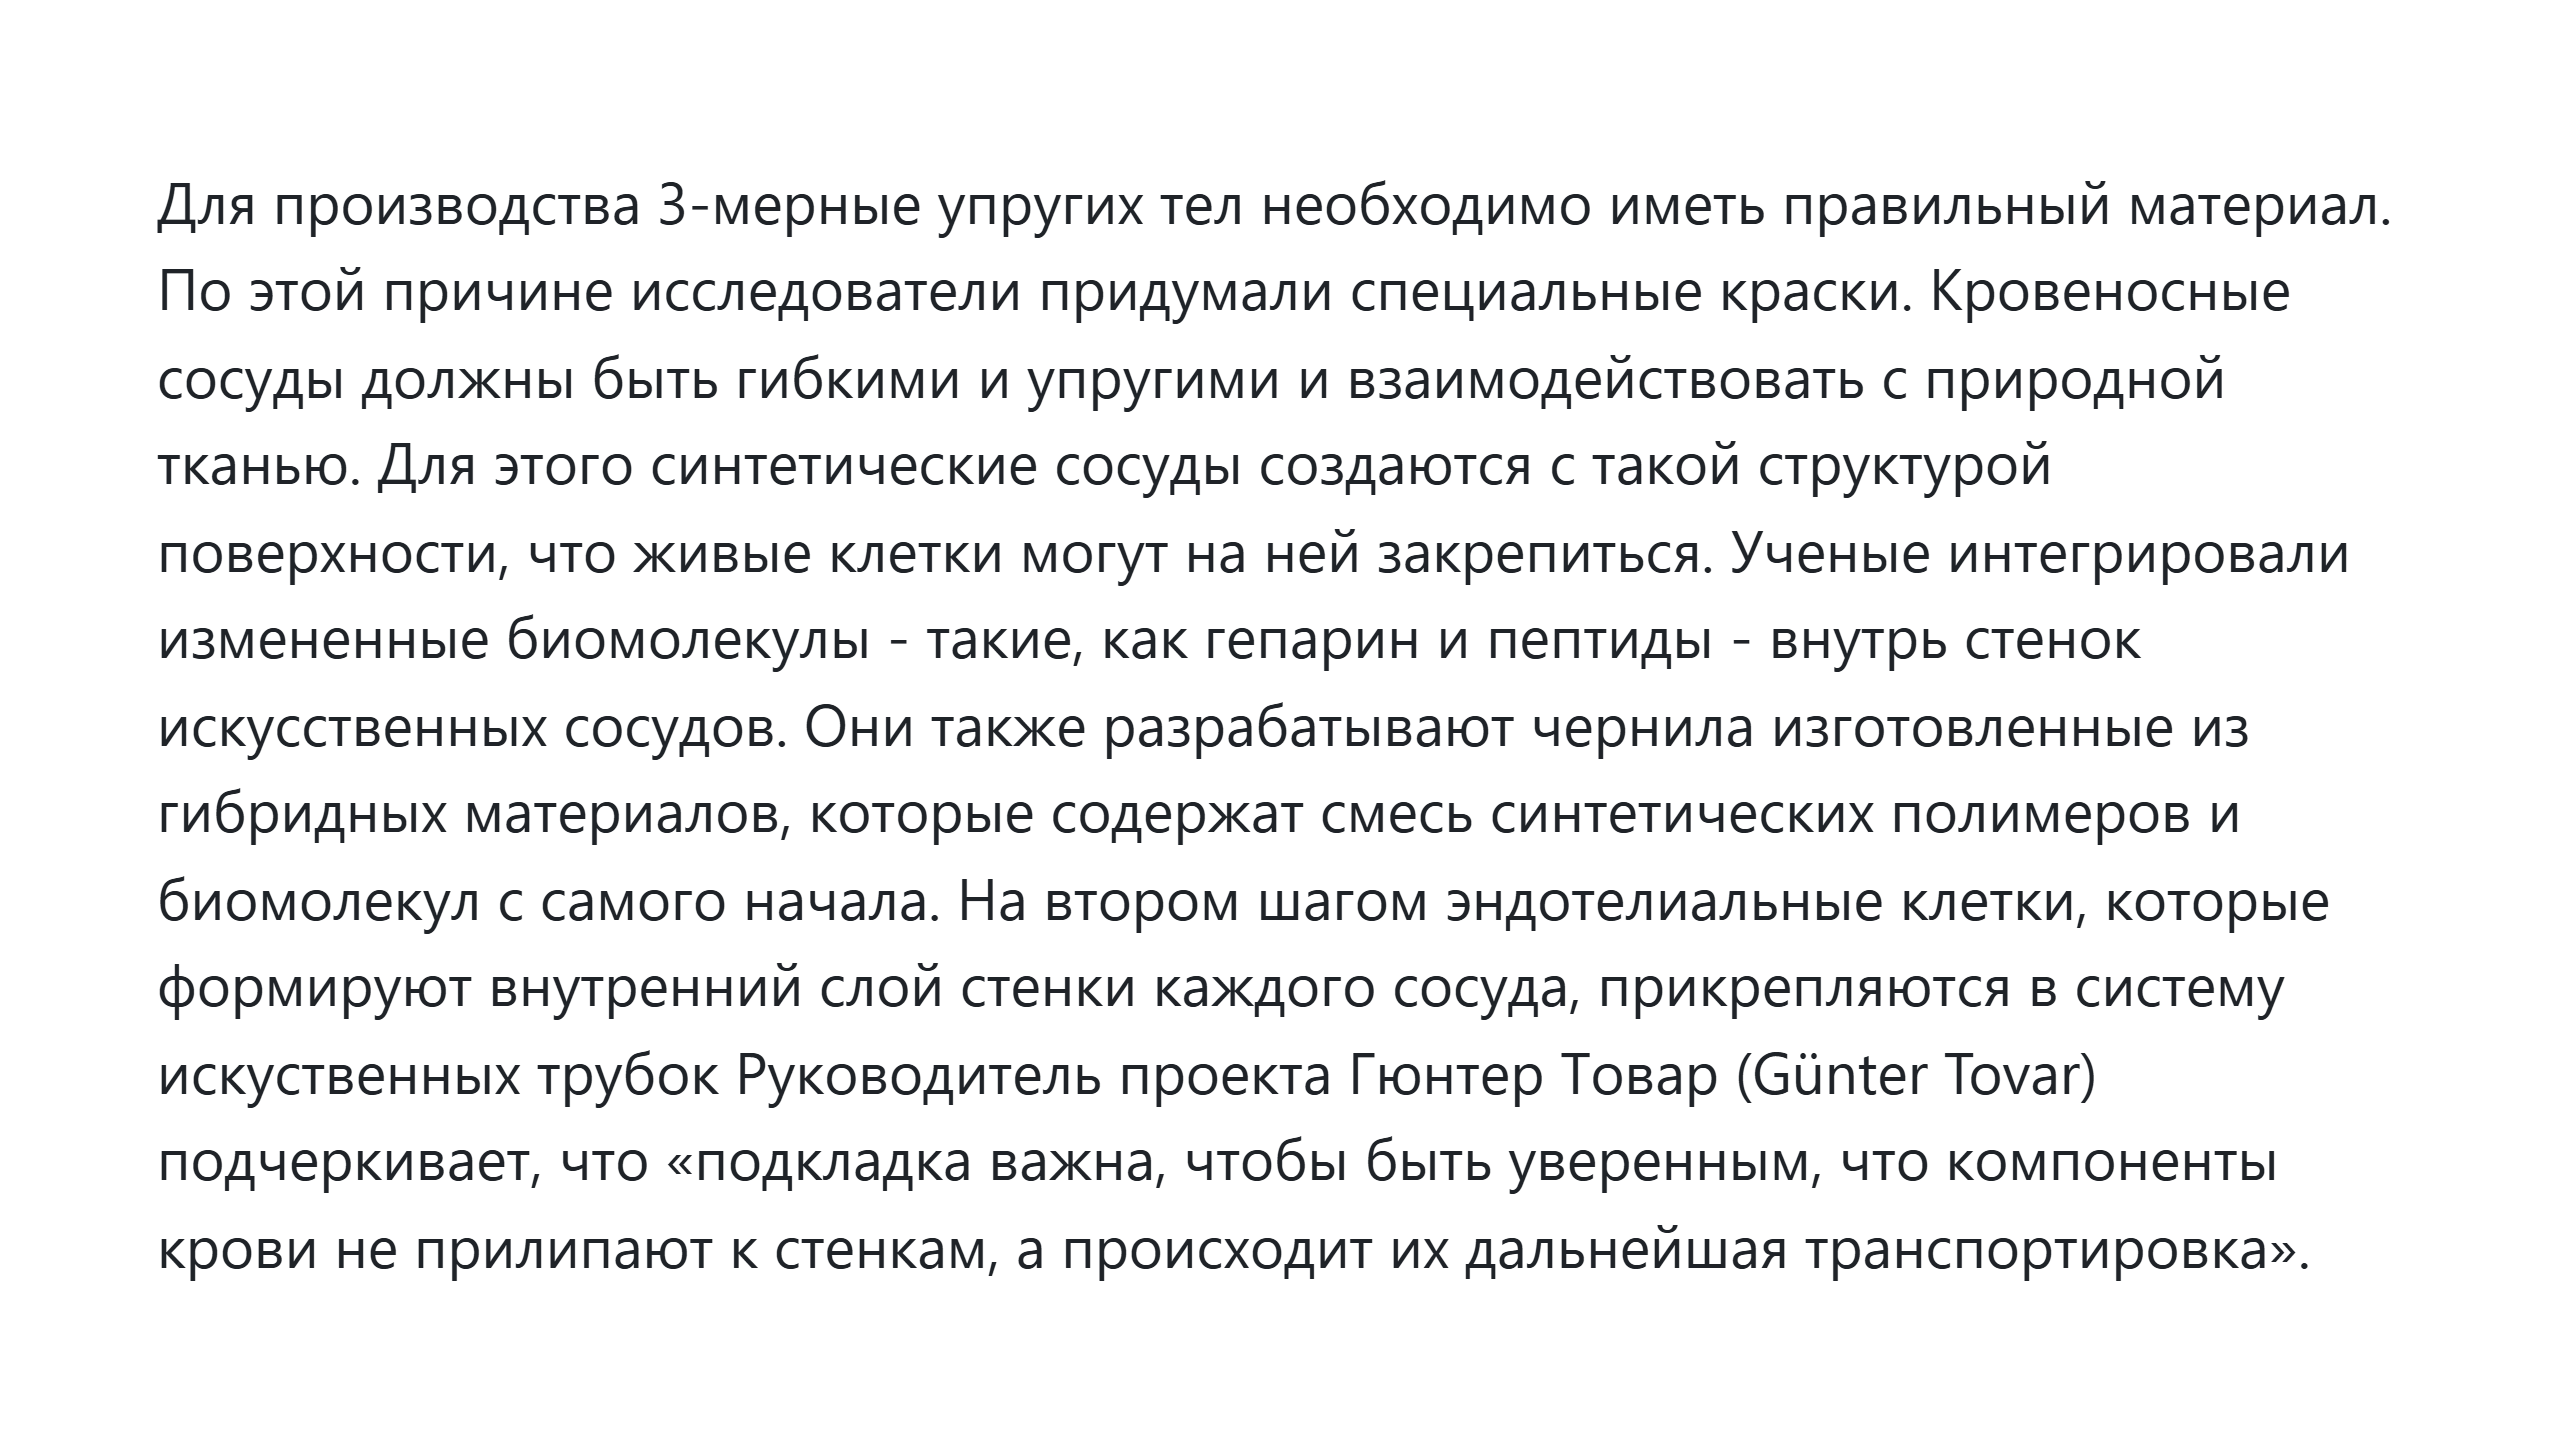 Для производства 3-мерные упругих тел необходимо иметь правильный материал.
По этой причине исследователи придумали специальные краски. Кровеносные
сосуды должны быть гибкими и упругими и взаимодействовать с природной
тканью. Для этого синтетические сосуды создаются с такой структурой
поверхности, что живые клетки могут на ней закрепиться. Ученые интегрировали
измененные биомолекулы - такие, как гепарин и пептиды - внутрь стенок
искусственных сосудов. Они также разрабатывают чернила изготовленные из
гибридных материалов, которые содержат смесь синтетических полимеров и
биомолекул с самого начала. На втором шагом эндотелиальные клетки, которые
формируют внутренний слой стенки каждого сосуда, прикрепляются в систему
искуственных трубок Руководитель проекта Гюнтер Товар (Günter Tovar)
подчеркивает, что «подкладка важна, чтобы быть уверенным, что компоненты
крови не прилипают к стенкам, а происходит их дальнейшая транспортировка».